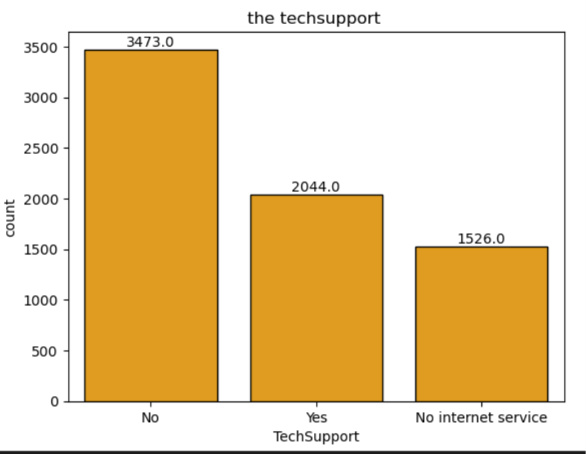 the techsupport
3500
3000
2500
2000
1500
1000
500
0
count
3473.0
2044.0
1526.0
No
Yes
No internet service
TechSupport